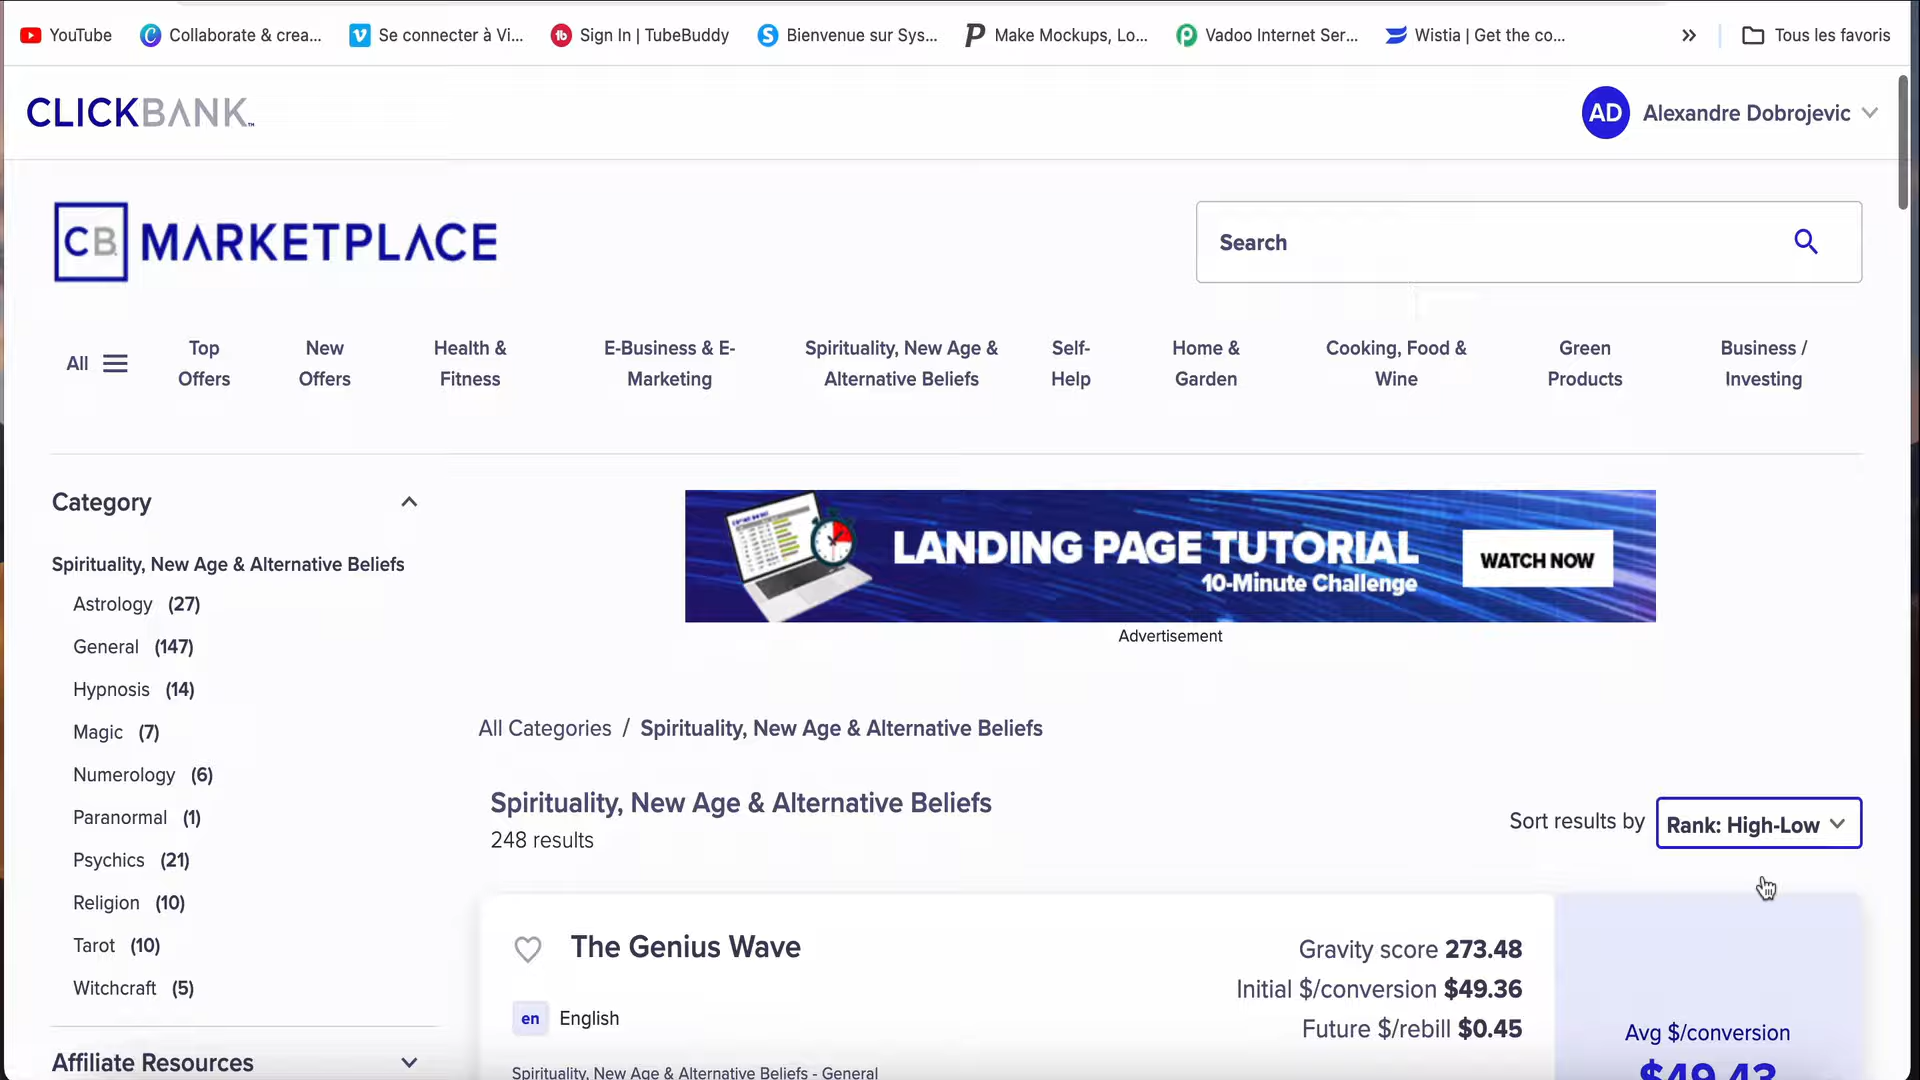 YouTube
Collaborate & crea...
Se connecter à Vi...
Sign In | TubeBuddy
Bienvenue sur Sys...
Make Mockups, Lo...
Vadoo Internet Ser...
Wistia | Get the co...
Tous les favoris
CLICKBANK™
AD Alexandre Dobrojevic
CB MARKETPLACE
Search
All
Top
Offers
New
Offers
Health &
Fitness
E-Business & E-
Marketing
Spirituality, New Age &
Alternative Beliefs
Self-
Help
Home &
Garden
Cooking, Food &
Wine
Green
Products
Business /
Investing
Category
Spirituality, New Age & Alternative Beliefs
Astrology (27)
General (147)
Hypnosis (14)
Magic (7)
Numerology (6)
Paranormal (1)
Psychics (21)
Religion (10)
Tarot (10)
Witchcraft (5)
Affiliate Resources
LANDING PAGE TUTORIAL
10-Minute Challenge
WATCH NOW
Advertisement
All Categories / Spirituality, New Age & Alternative Beliefs
Spirituality, New Age & Alternative Beliefs
248 results
Sort results by Rank: High-Low
The Genius Wave
en English
Spirituality, New Age & Alternative Beliefs - General
Gravity score 273.48
Initial $/conversion $49.36
Future $/rebill $0.45
Avg $/conversion
$49.43